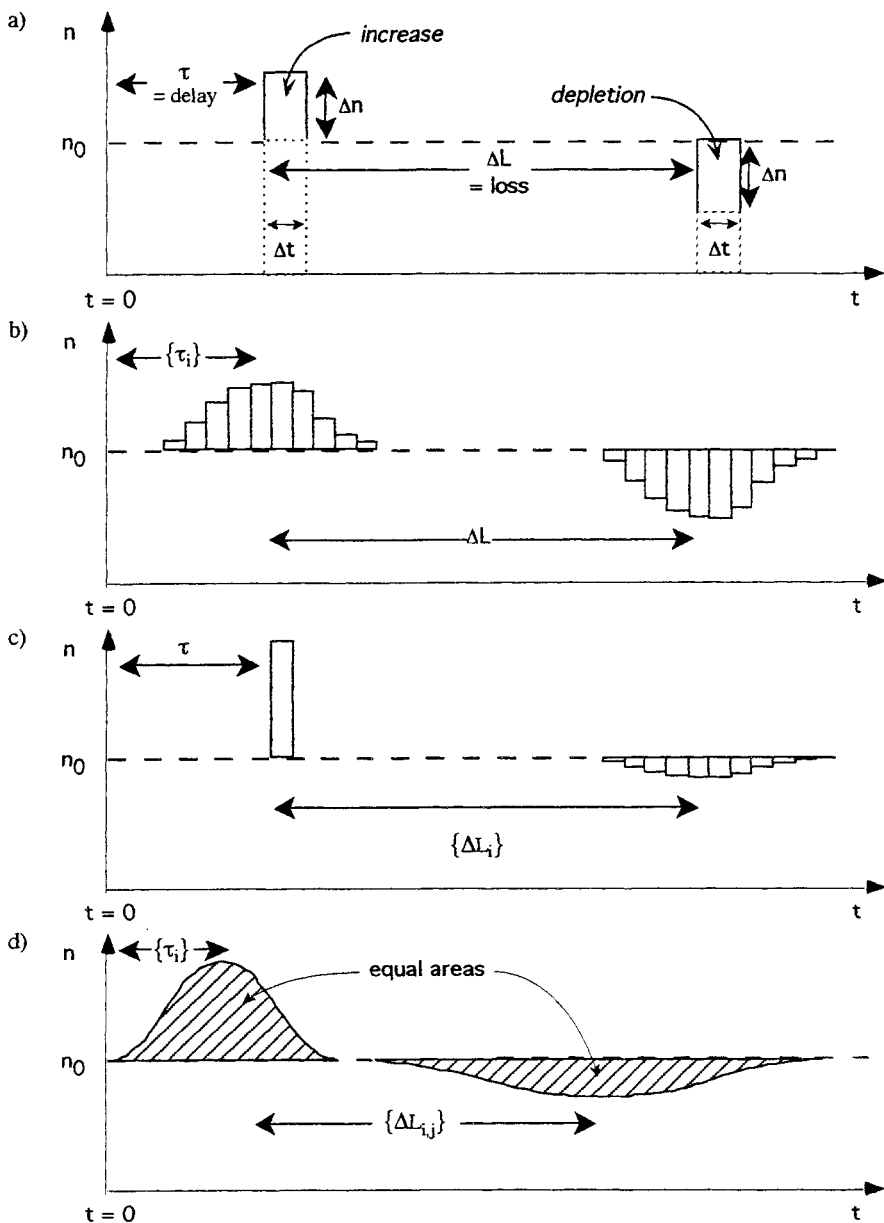 a)
n
increase
τ
= delay
Δn
depletion
n₀
ΔL
= loss
Δn
Δt
Δt
t = 0
t
b)
n
{τᵢ}
n₀
ΔL
t = 0
t
c)
n
τ
n₀
{ΔLᵢ}
t = 0
t
d)
n
{τᵢ}
equal areas
n₀
{ΔLᵢ,ⱼ}
t = 0
t